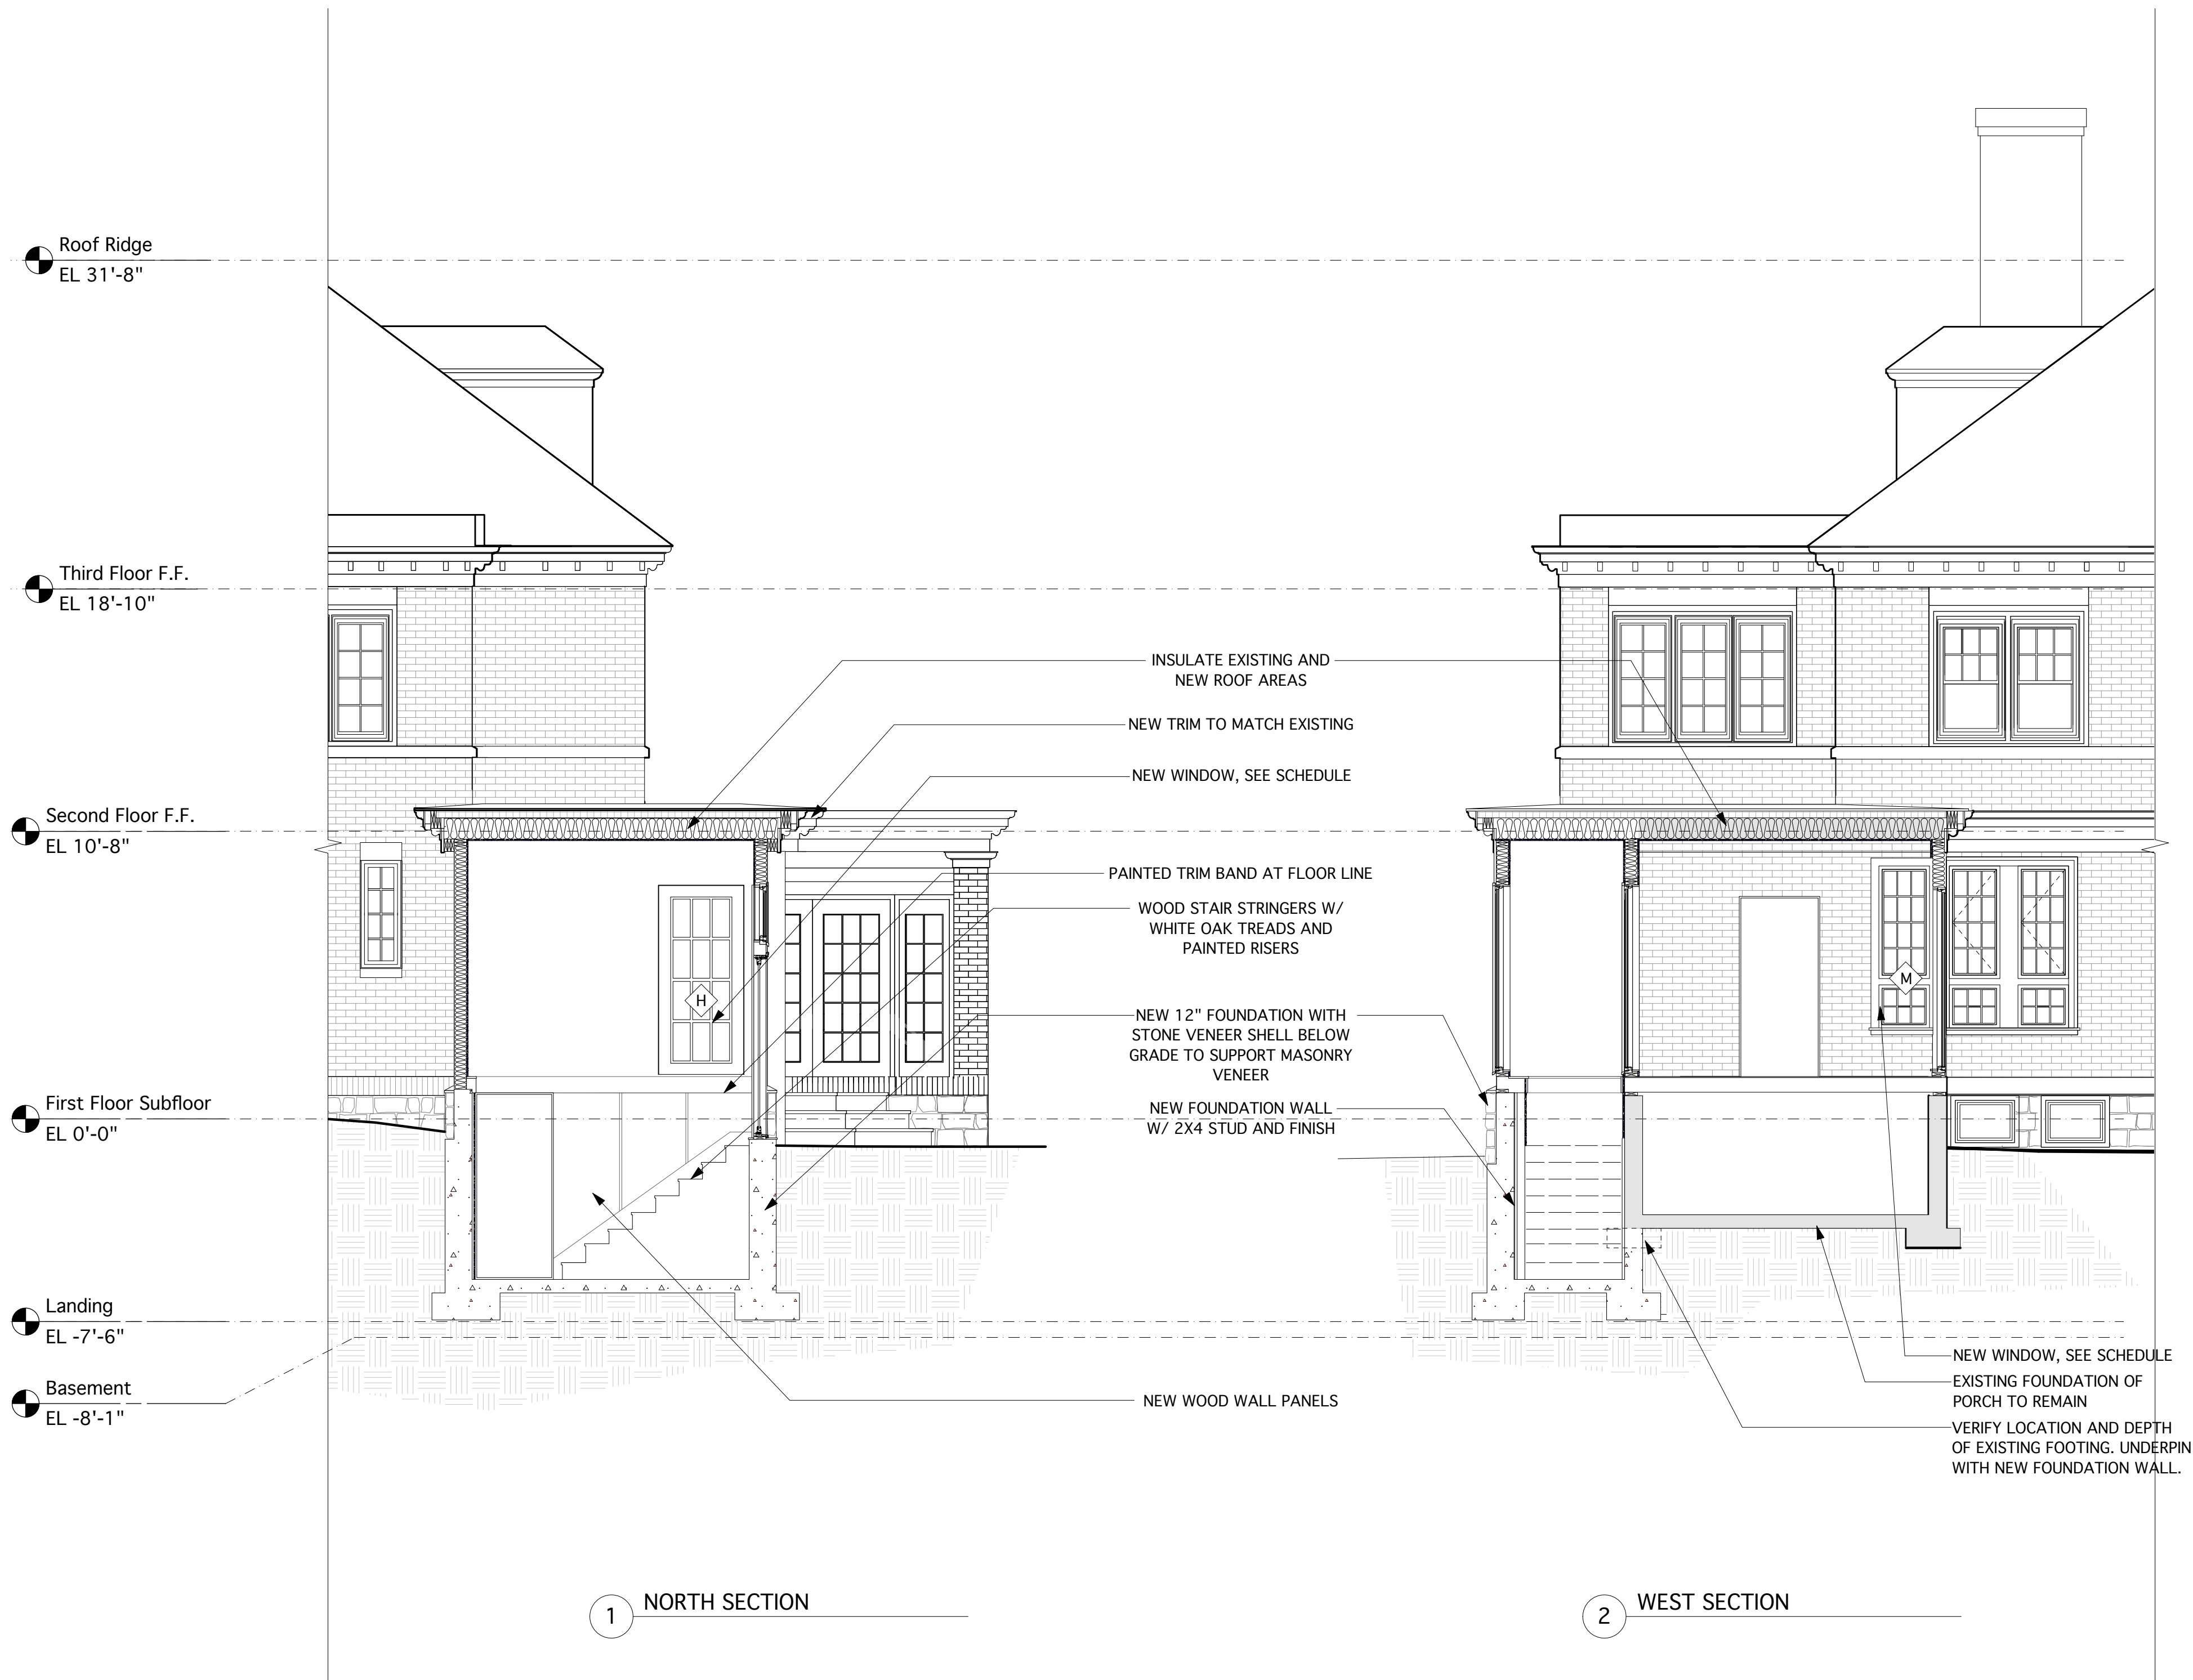 Roof Ridge
EL 31'-8"
Third Floor F.F.
EL 18'-10"
Second Floor F.F.
EL 10'-8"
First Floor Subfloor
EL 0'-0"
Landing
EL -7'-6"
Basement
EL -8'-1"
INSULATE EXISTING AND
NEW ROOF AREAS
NEW TRIM TO MATCH EXISTING
NEW WINDOW, SEE SCHEDULE
PAINTED TRIM BAND AT FLOOR LINE
WOOD STAIR STRINGERS W/
WHITE OAK TREADS AND
PAINTED RISERS
NEW 12" FOUNDATION WITH
STONE VENEER SHELL BELOW
GRADE TO SUPPORT MASONRY
VENEER
NEW FOUNDATION WALL
W/ 2X4 STUD AND FINISH
NEW WOOD WALL PANELS
H
M
NEW WINDOW, SEE SCHEDULE
EXISTING FOUNDATION OF
PORCH TO REMAIN
VERIFY LOCATION AND DEPTH
OF EXISTING FOOTING. UNDERPIN
WITH NEW FOUNDATION WALL.
1 NORTH SECTION
2 WEST SECTION